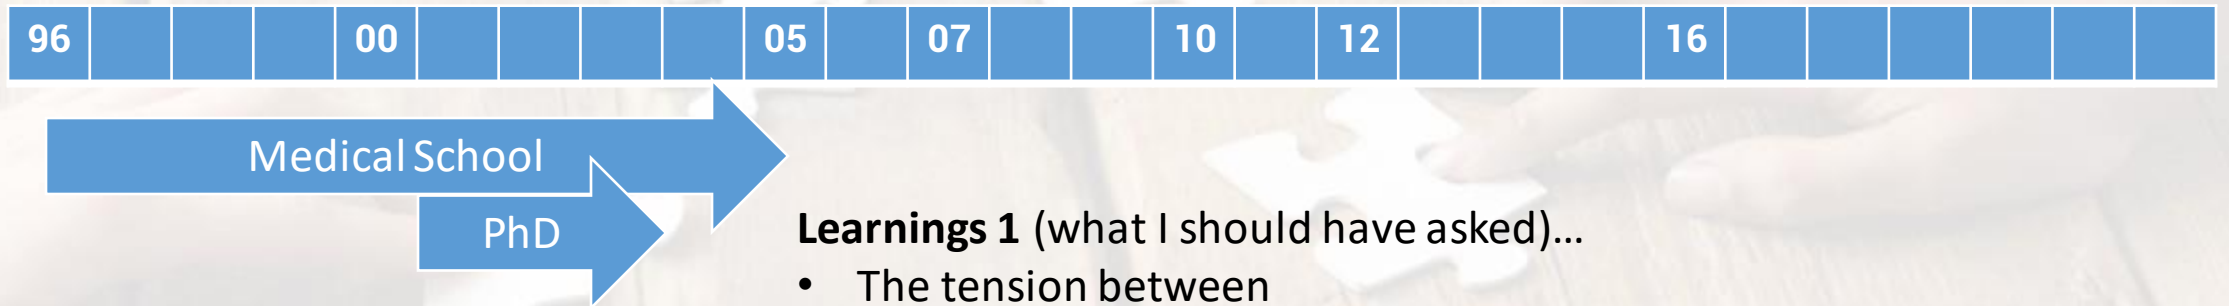 96 00 05 07 10 12 16
Medical School
PhD
Learnings 1 (what I should have asked)...
• The tension between